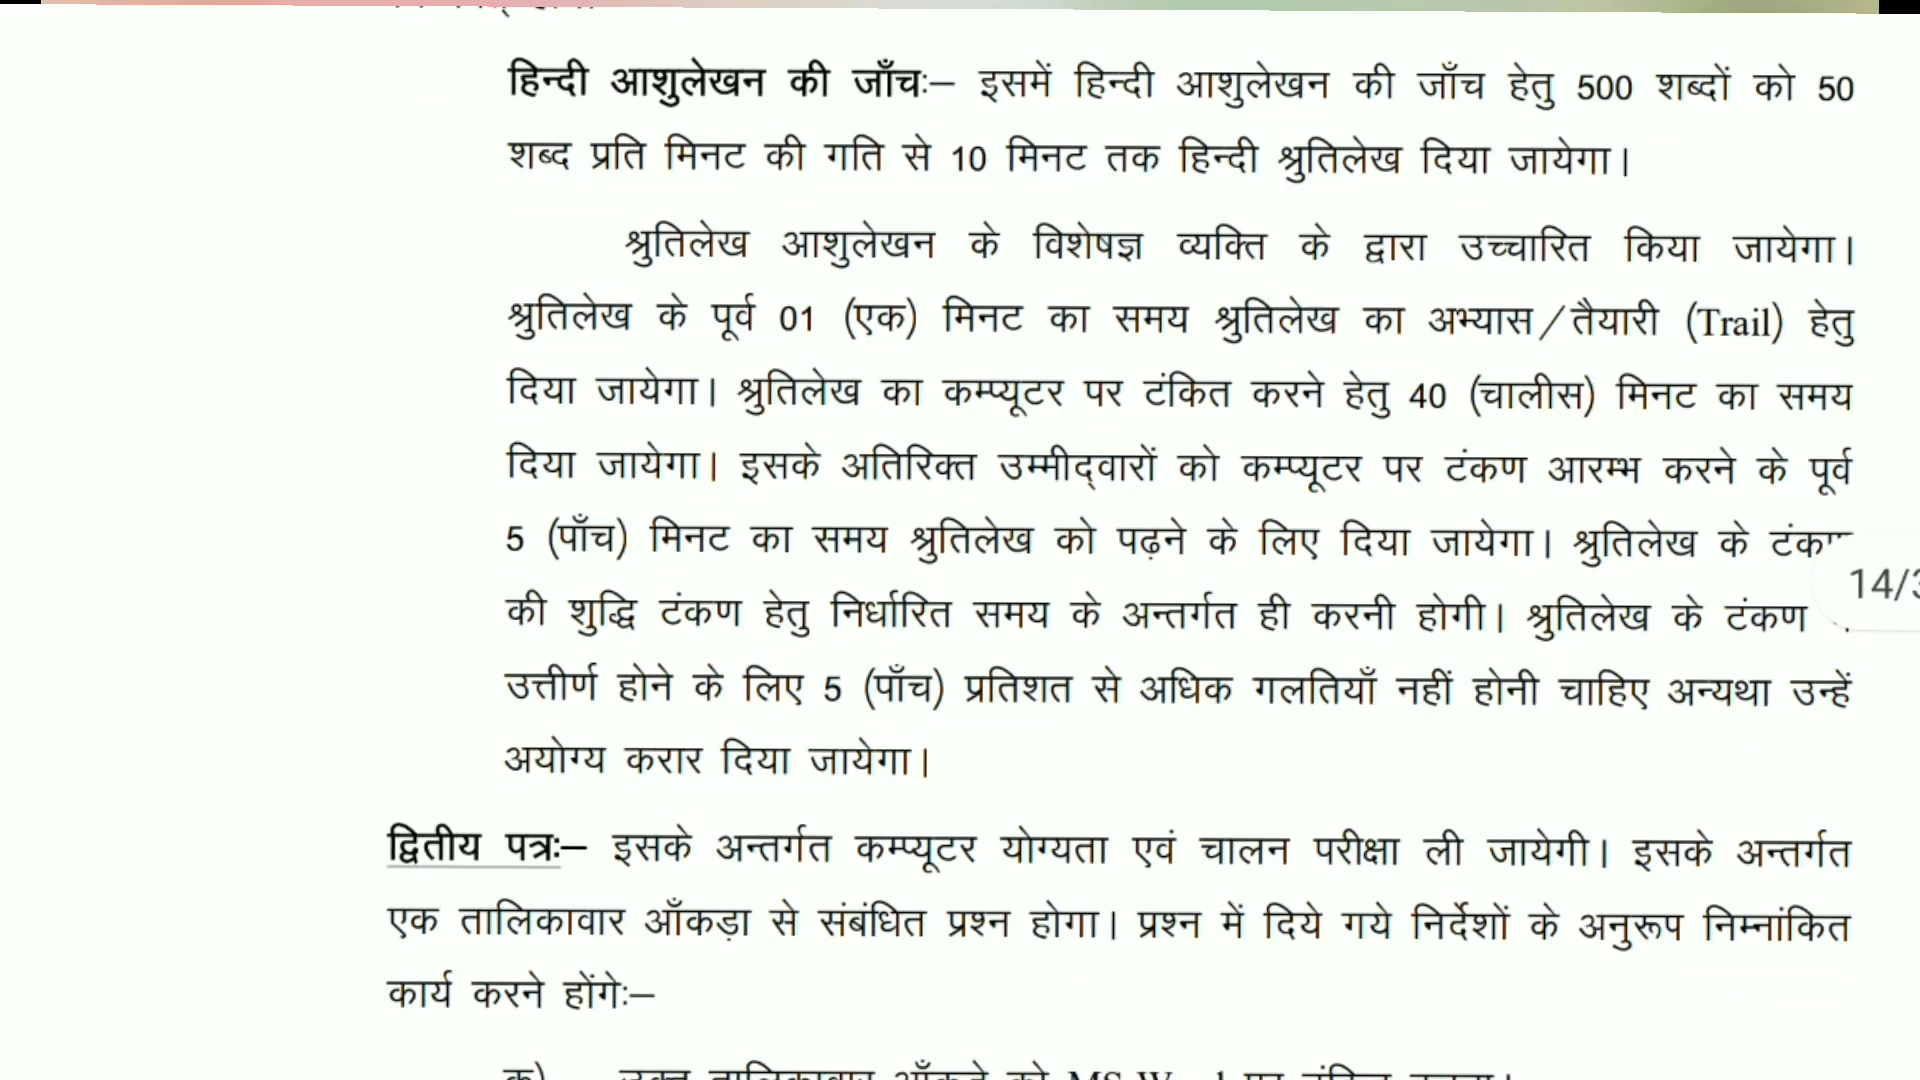 हिन्दी आशुलेखन की जाँचः– इसमें हिन्दी आशुलेखन की जाँच हेतु 500 शब्दों को 50
शब्द प्रति मिनट की गति से 10 मिनट तक हिन्दी श्रुतिलेख दिया जायेगा।
श्रुतिलेख आशुलेखन के विशेषज्ञ व्यक्ति के द्वारा उच्चारित किया जायेगा।
श्रुतिलेख के पूर्व 01 (एक) मिनट का समय श्रुतिलेख का अभ्यास/तैयारी (Trail) हेतु
दिया जायेगा। श्रुतिलेख का कम्प्यूटर पर टंकित करने हेतु 40 (चालीस) मिनट का समय
दिया जायेगा। इसके अतिरिक्त उम्मीद्‌वारों को कम्प्यूटर पर टंकण आरम्भ करने के पूर्व
5 (पाँच) मिनट का समय श्रुतिलेख को पढ़ने के लिए दिया जायेगा। श्रुतिलेख के
की शुद्धि टंकण हेतु निर्धारित समय के अन्तर्गत ही करनी होगी। श्रुतिलेख के टंकण
14/3
उत्तीर्ण होने के लिए 5 (पाँच) प्रतिशत से अधिक गलतियाँ नहीं होनी चाहिए अन्यथा उन्हें
अयोग्य करार दिया जायेगा।
द्वितीय पत्रः– इसके अन्तर्गत कम्प्यूटर योग्यता एवं चालन परीक्षा ली जायेगी। इसके अन्तर्गत
एक तालिकावार आँकड़ा से संबंधित प्रश्न होगा। प्रश्न में दिये गये निर्देशों के अनुरूप निम्नांकित
कार्य करने होंगेः–